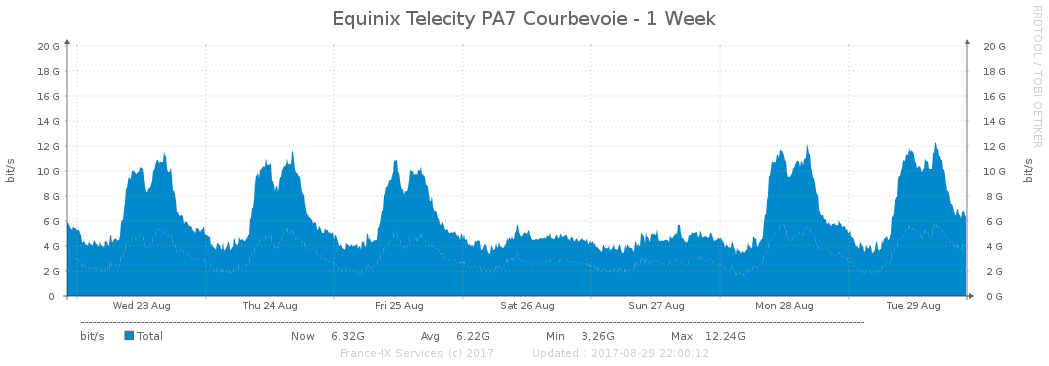 Equinix Telecity PA7 Courbevoie - 1 Week
RRDTOOL / TOBI OETIKER
20 G 20 G
18 G 18 G
16 G 16 G
14 G 14 G
12 G 12 G
10 G 10 G
8 G 8 G
6 G 6 G
4 G 4 G
2 G 2 G
0 0 G
bit/s
bit/s
Wed 23 Aug Thu 24 Aug Fri 25 Aug Sat 26 Aug Sun 27 Aug Mon 28 Aug Tue 29 Aug
bit/s Total Now 6.32G Avg 6.22G Min 3.26G Max 12.24G
France-IX Services (c) 2017 Updated : 2017-08-29 22:00:12